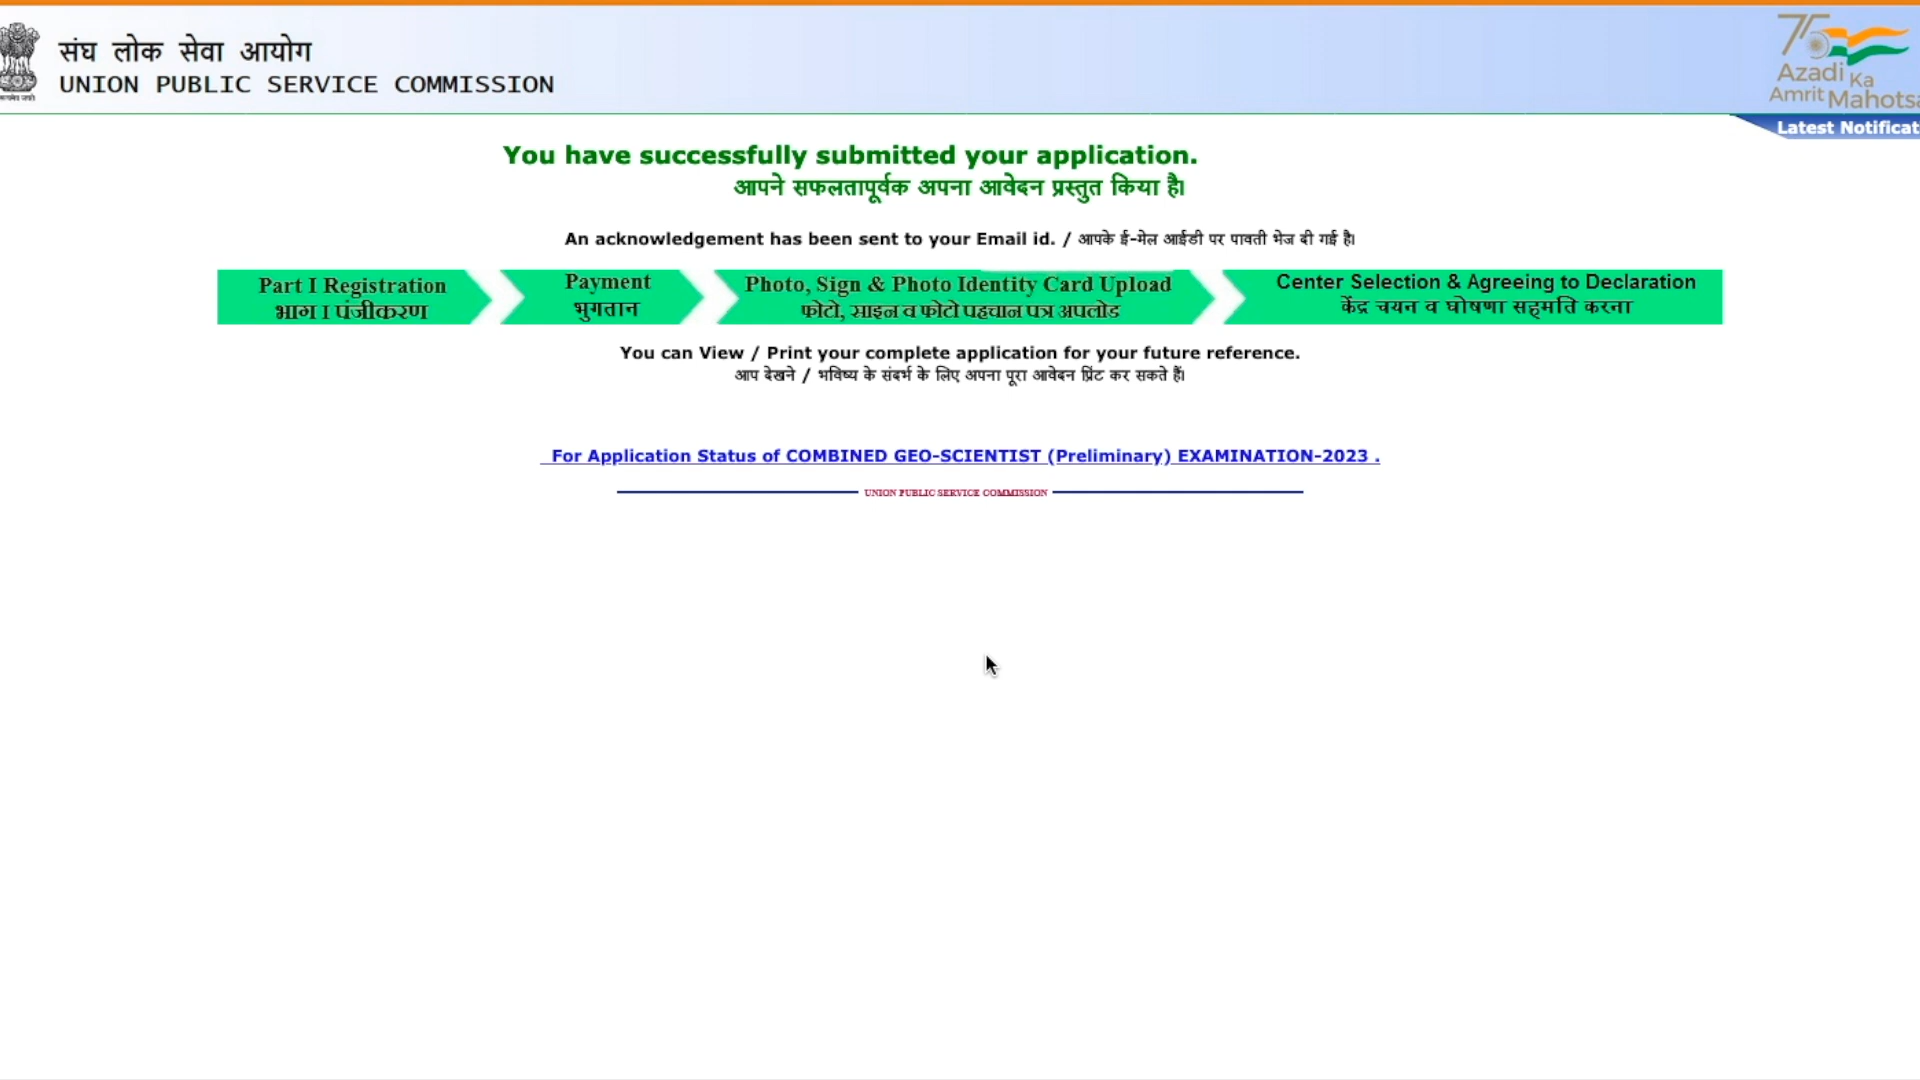 संघ लोक सेवा आयोग
UNION PUBLIC SERVICE COMMISSION
75
Azadi Ka
Amrit Mahotsa
Latest Notificat
You have successfully submitted your application.
आपने सफलतापूर्वक अपना आवेदन प्रस्तुत किया है।
An acknowledgement has been sent to your Email id. / आपके ई-मेल आईडी पर पावती भेज दी गई है।
Part I Registration
भाग I पंजीकरण
Payment
भुगतान
Photo, Sign & Photo Identity Card Upload
फोटो, साइन व फोटो पहचान पत्र अपलोड
Center Selection & Agreeing to Declaration
केंद्र चयन व घोषणा सहमति करना
You can View / Print your complete application for your future reference.
आप देखने / भविष्य के संदर्भ के लिए अपना पूरा आवेदन प्रिंट कर सकते हैं।
For Application Status of COMBINED GEO-SCIENTIST (Preliminary) EXAMINATION-2023 .
UNION PUBLIC SERVICE COMMISSION